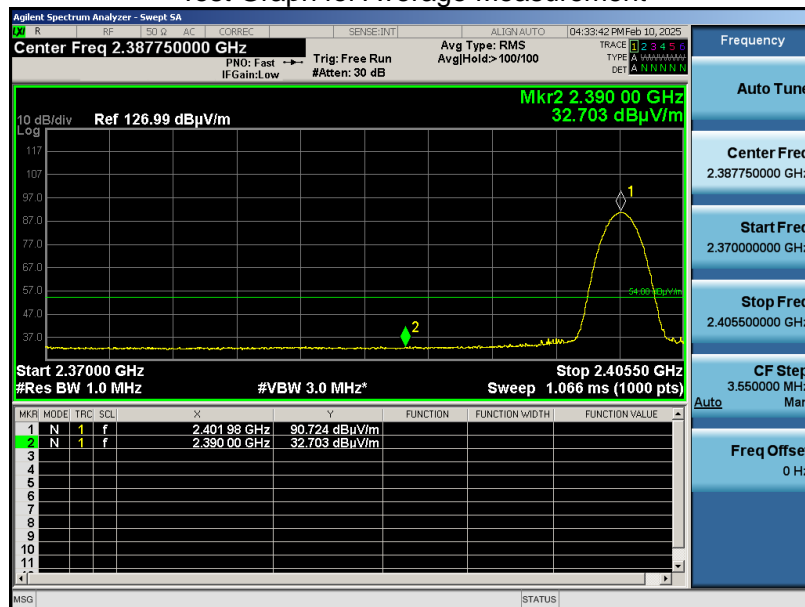 Agilent Spectrum Analyzer - Swept SA
LXI R RF 50 Ω AC CORREC SENSE:INT ALIGN AUTO 04:33:42 PM Feb 10, 2025
Center Freq 2.387750000 GHz
PNO: Fast
IFGain:Low
Trig: Free Run
#Atten: 30 dB
Avg Type: RMS
Avg|Hold:>100/100
TRACE 1 2 3 4 5 6
TYPE A WWWWW
DET A N N N N N
Mkr2 2.390 00 GHz
32.703 dBµV/m
10 dB/div Ref 126.99 dBµV/m
Log
117
107
97.0
87.0
77.0
67.0
57.0
47.0
37.0
1
2
54.00 dBµV/m
Start 2.37000 GHz Stop 2.40550 GHz
#Res BW 1.0 MHz #VBW 3.0 MHz* Sweep 1.066 ms (1000 pts)
MKR MODE TRC SCL X Y FUNCTION FUNCTION WIDTH FUNCTION VALUE
1 N 1 f 2.401 98 GHz 90.724 dBµV/m
2 N 1 f 2.390 00 GHz 32.703 dBµV/m
3
4
5
6
7
8
9
10
11
MSG STATUS
Frequency
Auto Tune
Center Freq
2.387750000 GHz
Start Freq
2.370000000 GHz
Stop Freq
2.405500000 GHz
CF Step
3.550000 MHz
Auto Man
Freq Offset
0 Hz